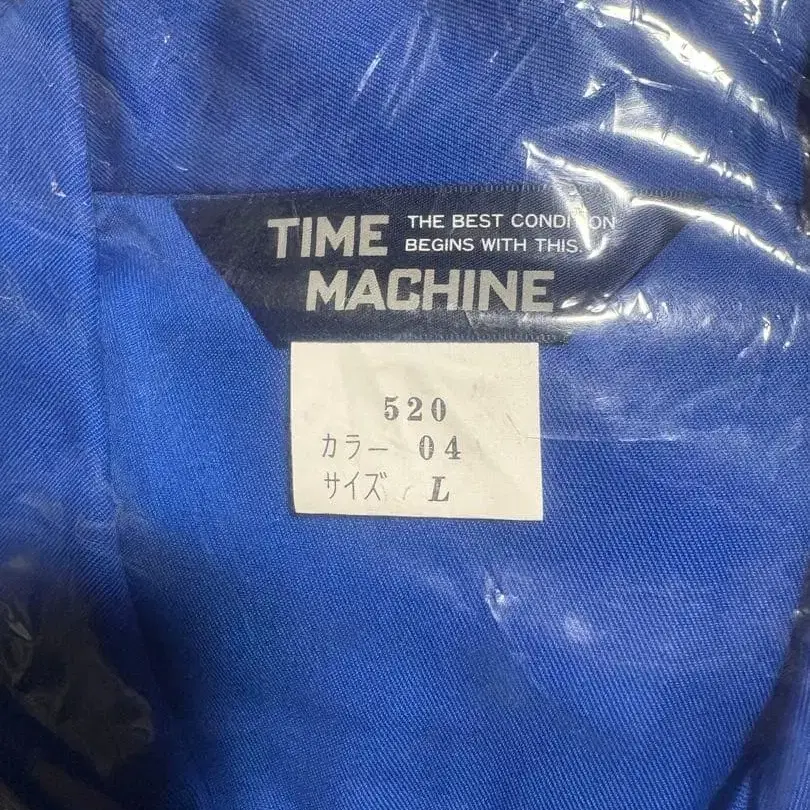 TIME
MACHINE
THE BEST CONDITION
BEGINS WITH THIS.
520
カラー 04
サイズ L